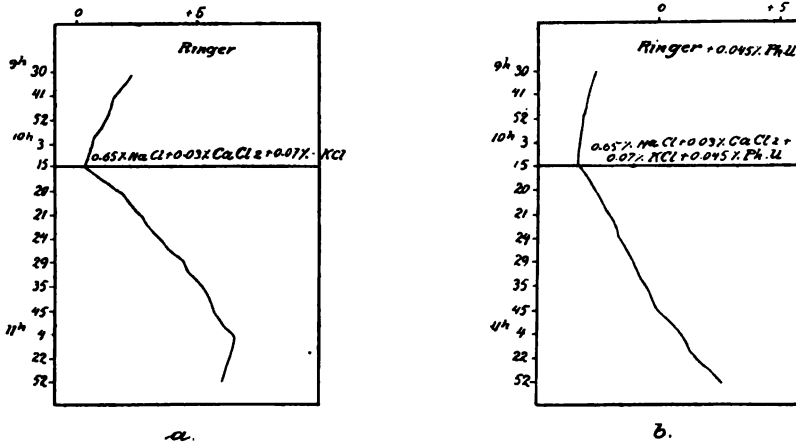 0 +5
Ringer
9h 30
41
52
10h 3
0.65% NaCl+0.03% CaCl2+0.07% KCl
15
20
21
24
29
35
45
11h 4
22
52
a.
0 +5
Ringer + 0.045% Ph.U
9h 30
41
52
10h 3
0.65% NaCl+0.03% CaCl2 +
0.07% KCl+0.045% Ph.U
15
20
21
24
29
35
45
11h 4
22
52
b.